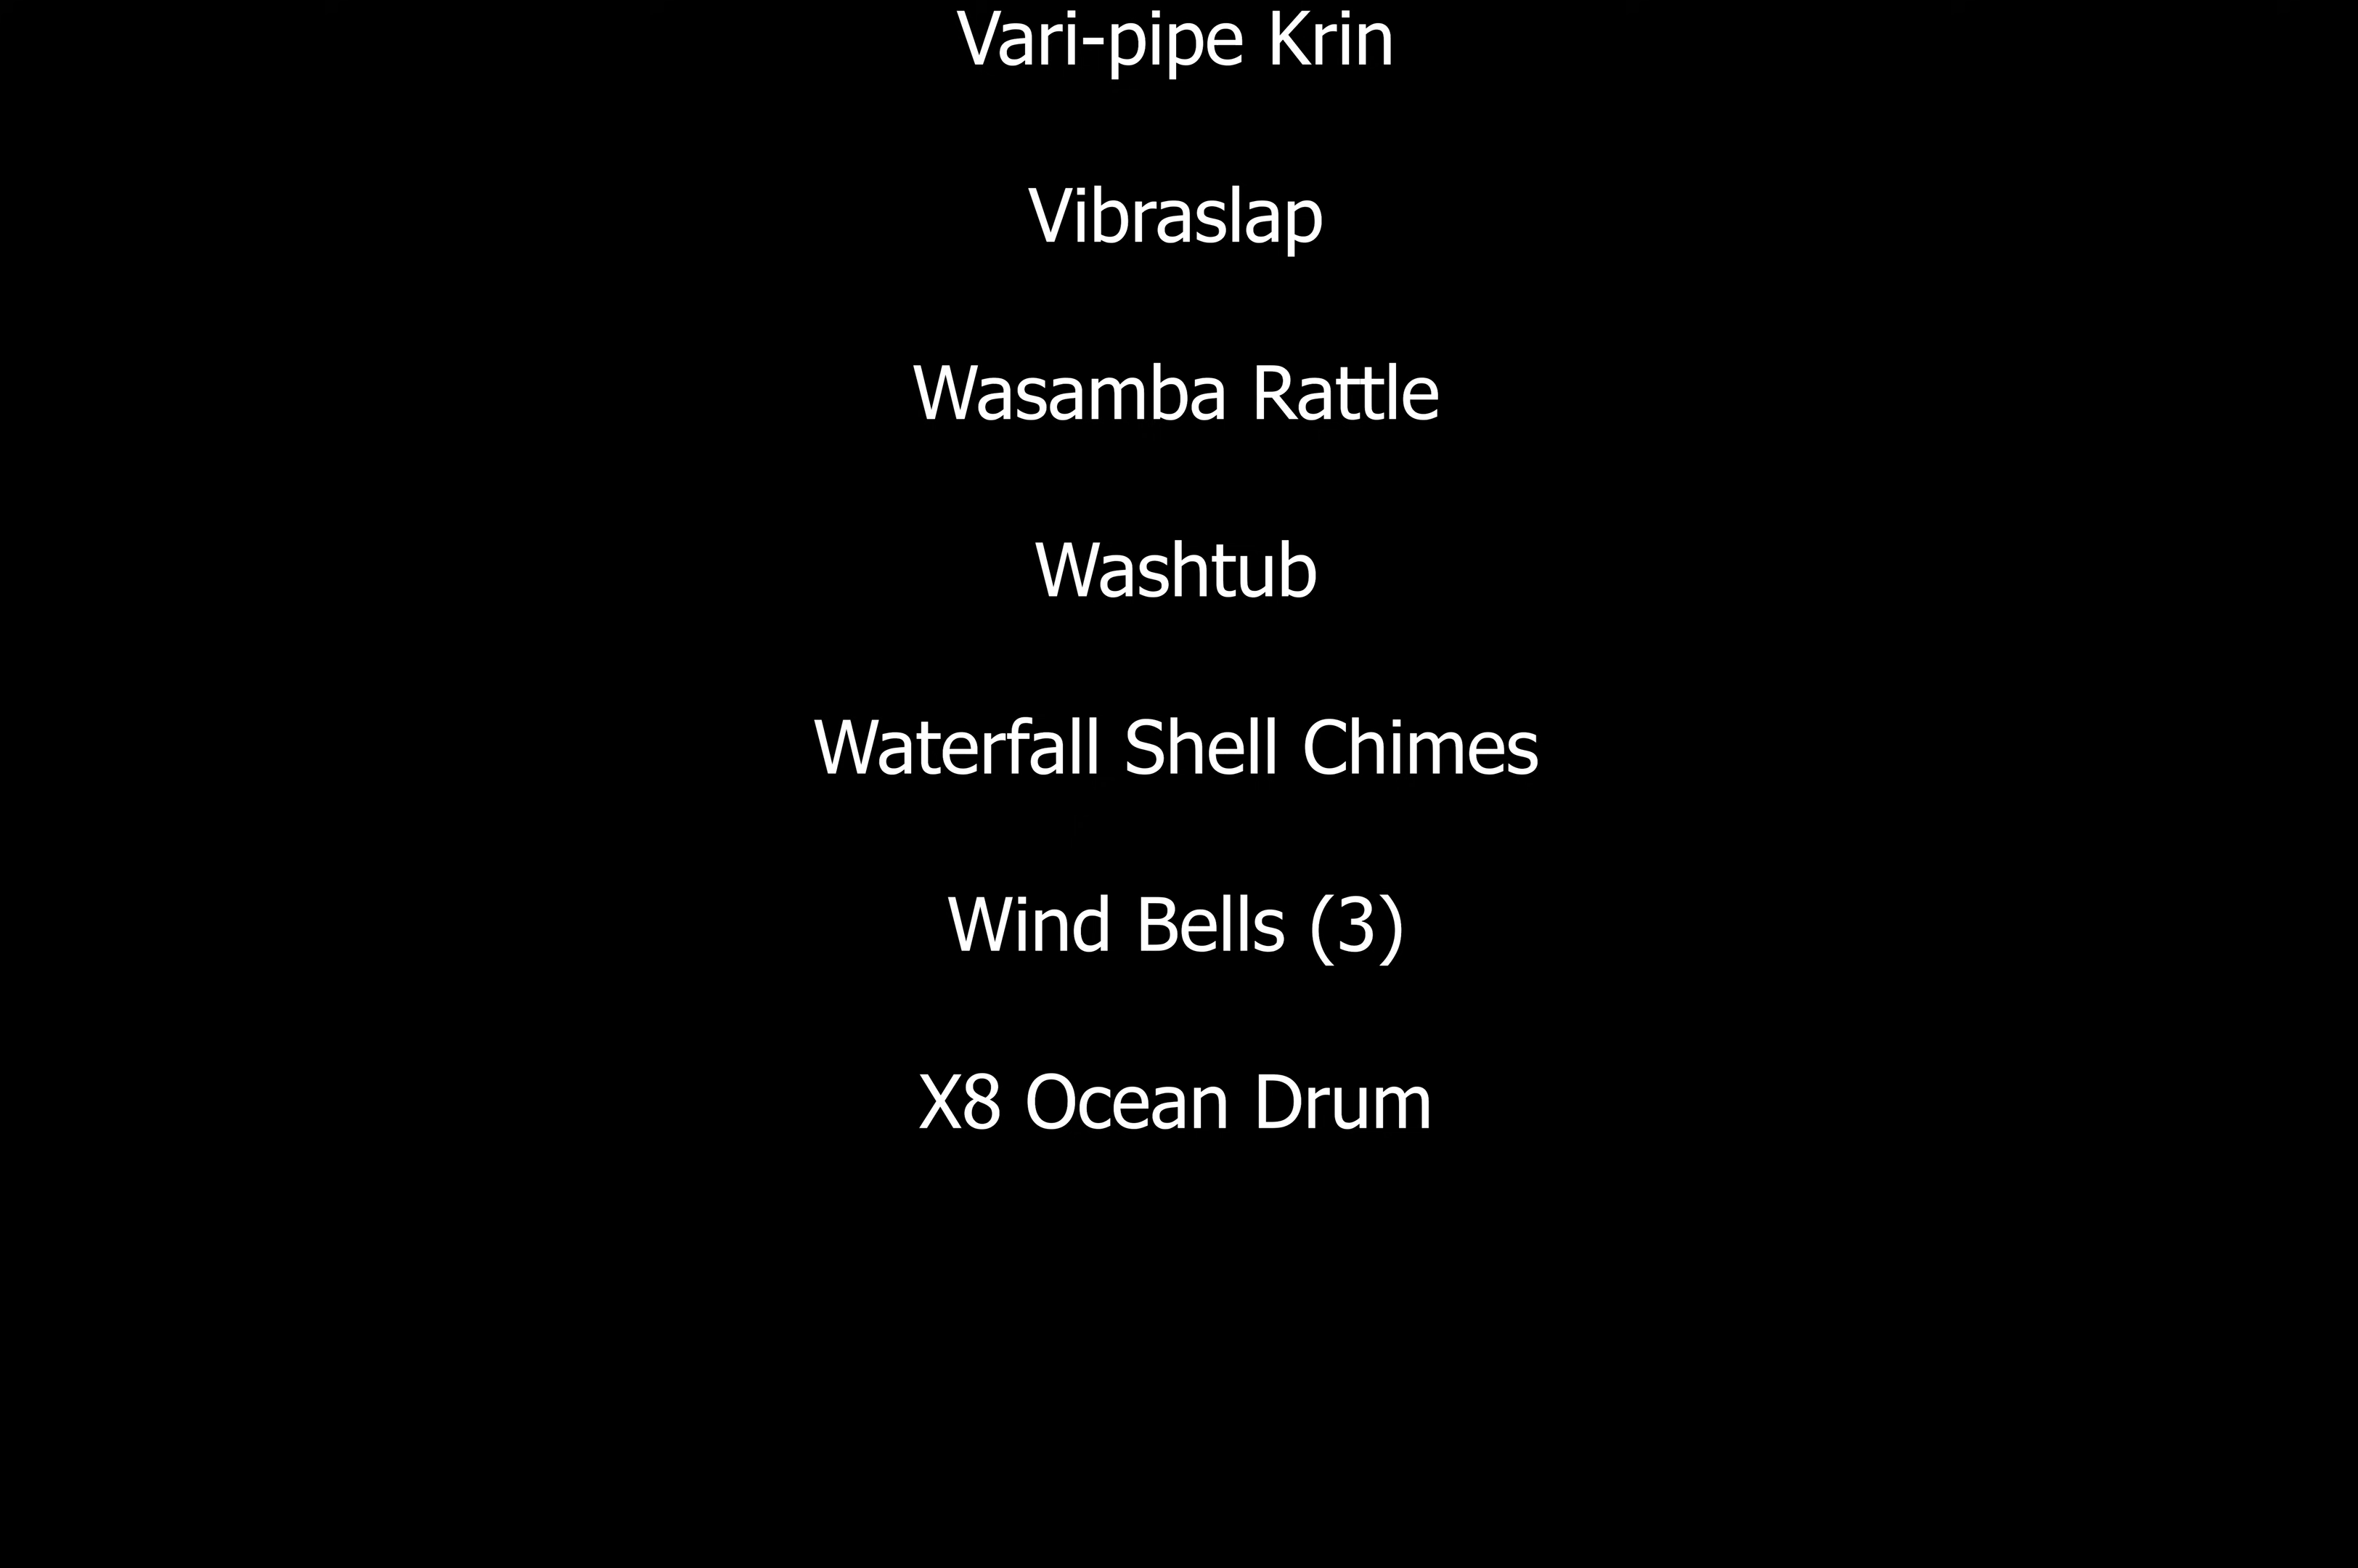 Vari-pipe Krin
Vibraslap
Wasamba Rattle
Washtub
Waterfall Shell Chimes
Wind Bells (3)
X8 Ocean Drum